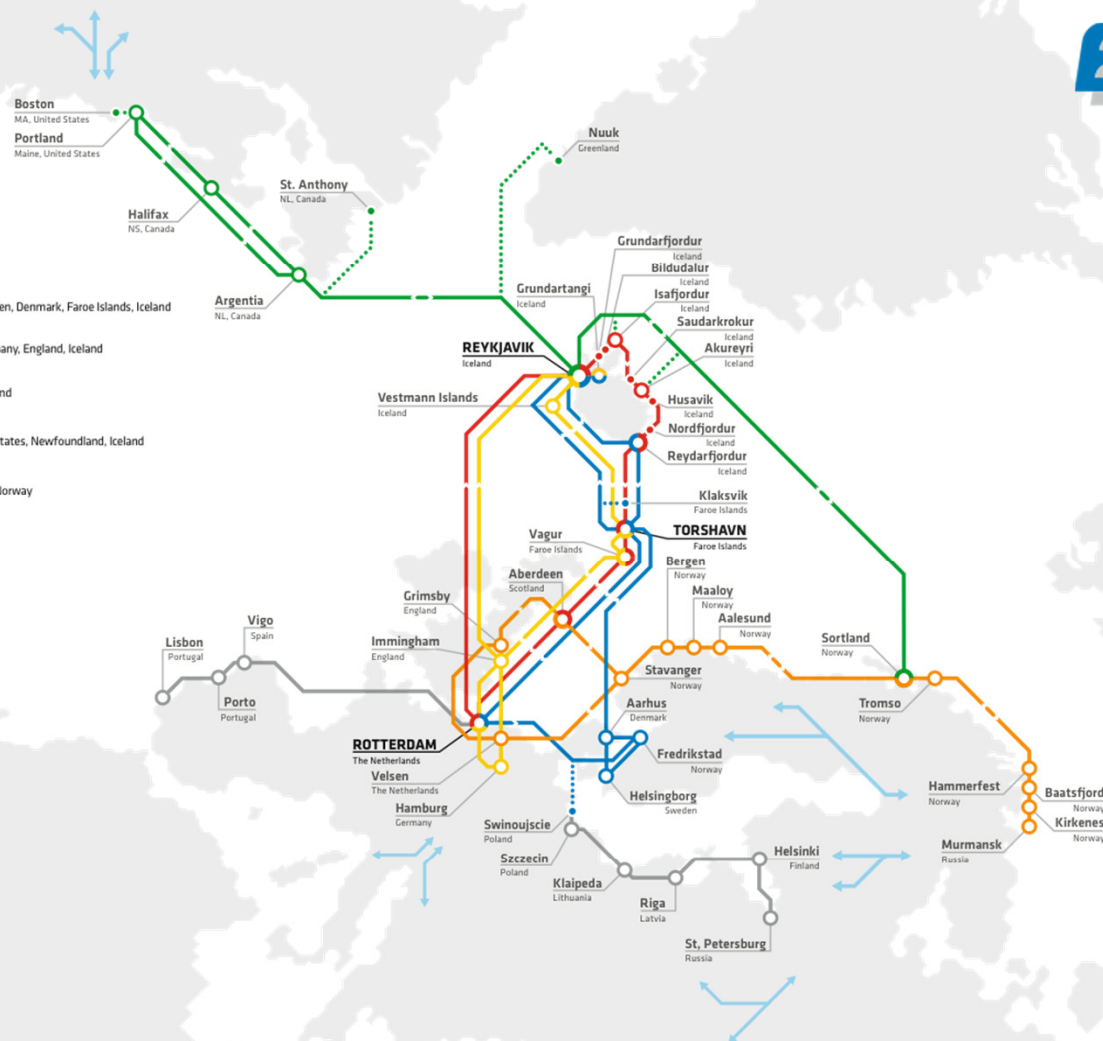 Boston
MA, United States
Portland
Maine, United States
Nuuk
Greenland
St. Anthony
NL, Canada
Halifax
NS, Canada
Argentia
NL, Canada
en, Denmark, Faroe Islands, Iceland
any, England, Iceland
nd
tates, Newfoundland, Iceland
Norway
Grundarfjordur
Iceland
Bildudalur
Iceland
Grundartangi
Iceland
Isafjordur
Iceland
Saudarkrokur
Iceland
REYKJAVIK
Iceland
Akureyri
Iceland
Vestmann Islands
Iceland
Husavik
Iceland
Nordfjordur
Iceland
Reydarfjordur
Iceland
Klaksvik
Faroe Islands
TORSHAVN
Faroe Islands
Vagur
Faroe Islands
Bergen
Norway
Aberdeen
Scotland
Maaloy
Norway
Grimsby
England
Aalesund
Norway
Immingham
England
Vigo
Spain
Lisbon
Portugal
Sortland
Norway
Stavanger
Norway
Porto
Portugal
Aarhus
Denmark
Tromso
Norway
ROTTERDAM
The Netherlands
Fredrikstad
Norway
Velsen
The Netherlands
Hammerfest
Norway
Baatsfjord
Norway
Hamburg
Germany
Helsingborg
Sweden
Kirkenes
Norway
Swinoujscie
Poland
Murmansk
Russia
Szczecin
Poland
Helsinki
Finland
Klaipeda
Lithuania
Riga
Latvia
St, Petersburg
Russia